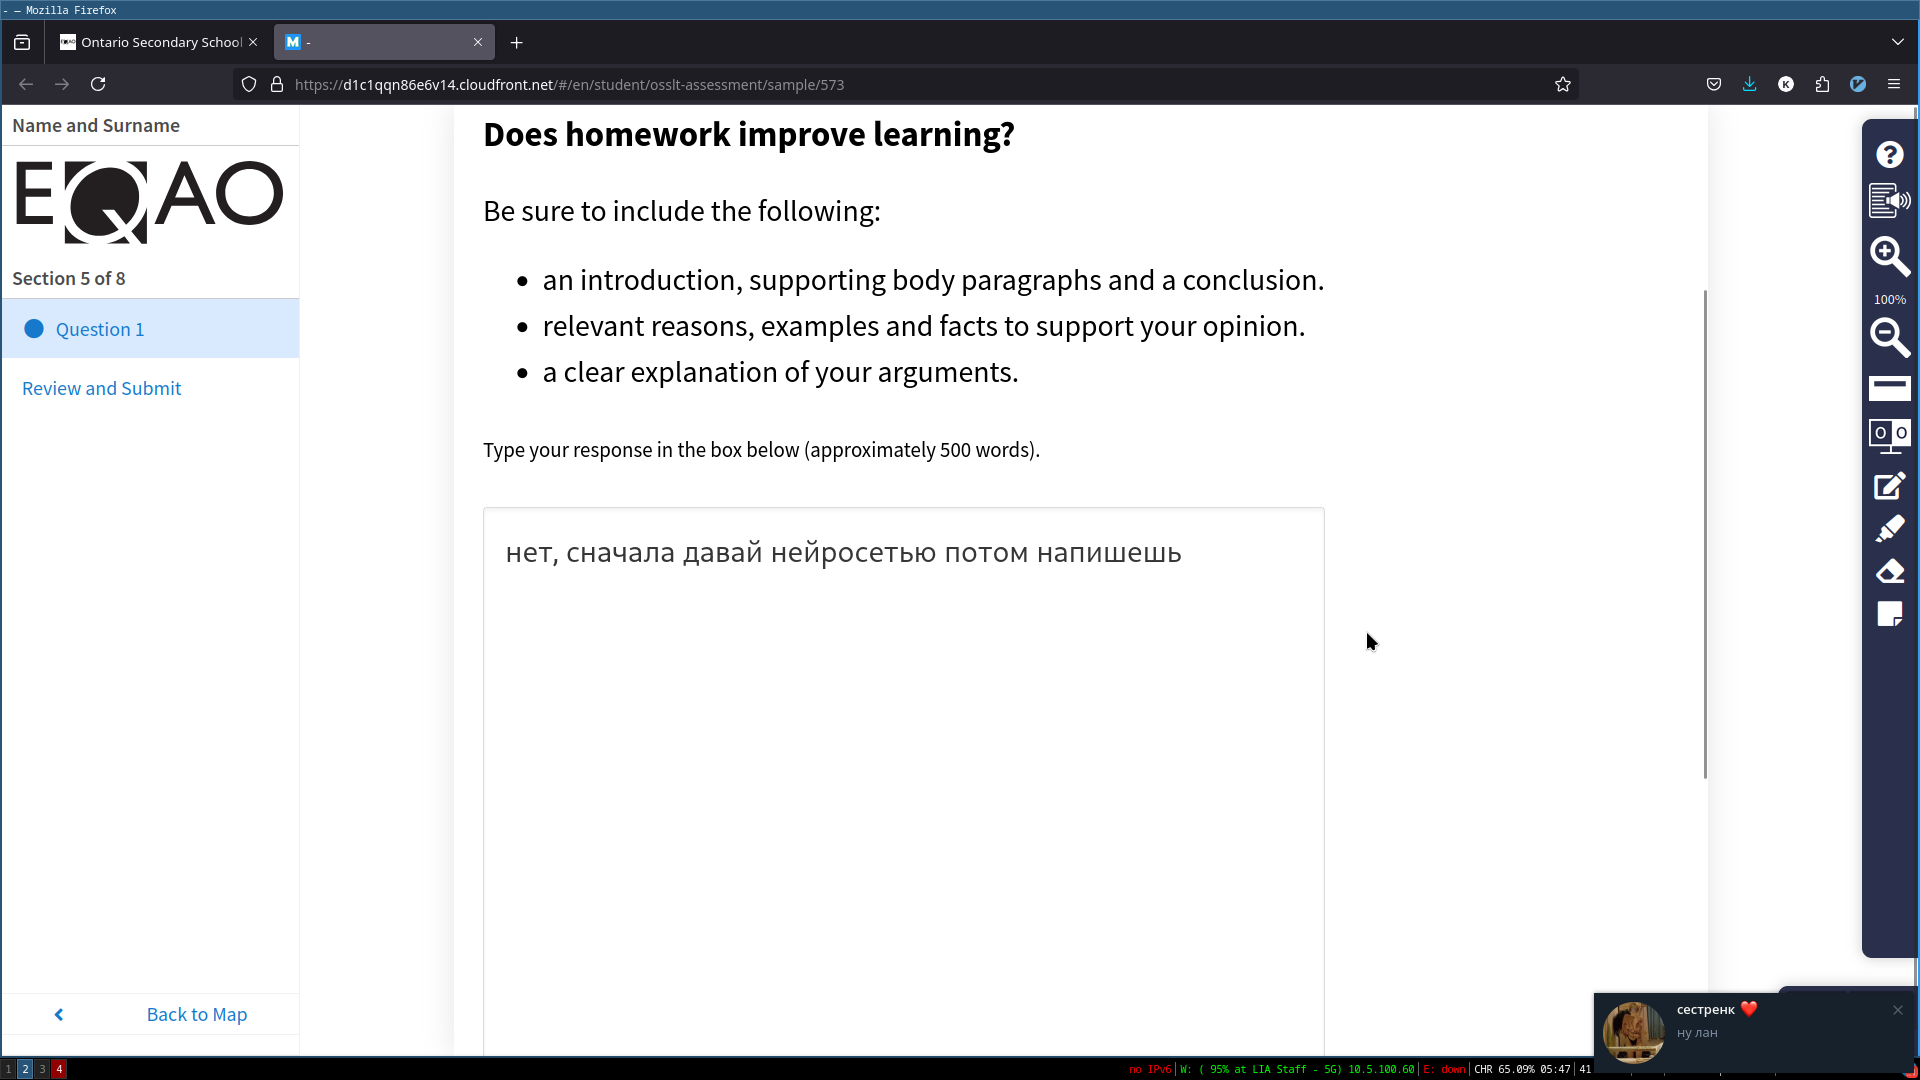 - — Mozilla Firefox
Ontario Secondary School
M -
https://d1c1qqn86e6v14.cloudfront.net/#/en/student/osslt-assessment/sample/573
K
Name and Surname
EQAO
Section 5 of 8
Question 1
Review and Submit
Back to Map
Does homework improve learning?
Be sure to include the following:
• an introduction, supporting body paragraphs and a conclusion.
• relevant reasons, examples and facts to support your opinion.
• a clear explanation of your arguments.
Type your response in the box below (approximately 500 words).
нет, сначала давай нейросетью потом напишешь
?
100%
O O
сестренк ❤️
ну лан
1 2 3 4
no IPv6 | W: ( 95% at LIA Staff - 5G) 10.5.100.60 | E: down | CHR 65.09% 05:47 | 41